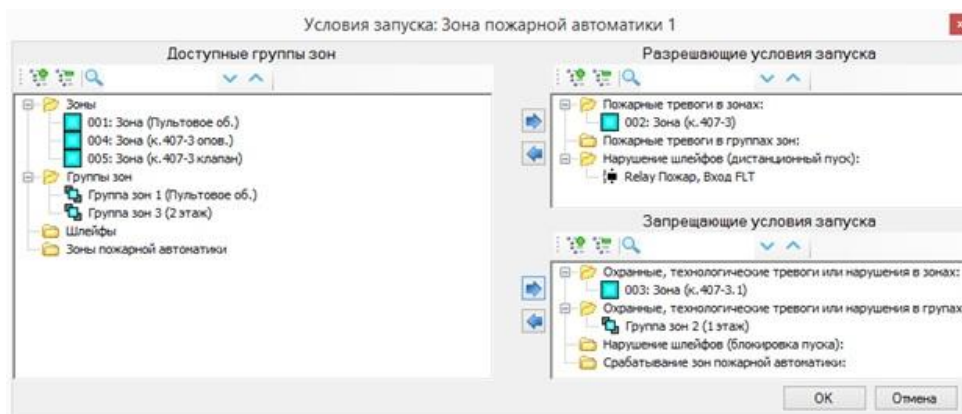 Условия запуска: Зона пожарной автоматики 1
Доступные группы зон
Зоны
001: Зона (Пультовое об.)
004: Зона (к.407-3 опов.)
005: Зона (к.407-3 клапан)
Группы зон
Группа зон 1 (Пультовое об.)
Группа зон 3 (2 этаж)
Шлейфы
Зоны пожарной автоматики
Разрешающие условия запуска
Пожарные тревоги в зонах:
002: Зона (к.407-3)
Пожарные тревоги в группах зон:
Нарушение шлейфов (дистанционный пуск):
Relay Пожар, Вход FLT
Запрещающие условия запуска
Охранные, технологические тревоги или нарушения в зонах:
003: Зона (к.407-3.1)
Охранные, технологические тревоги или нарушения в групах
Группа зон 2 (1 этаж)
Нарушение шлейфов (блокировка пуска):
Срабатывание зон пожарной автоматики:
OK
Отмена